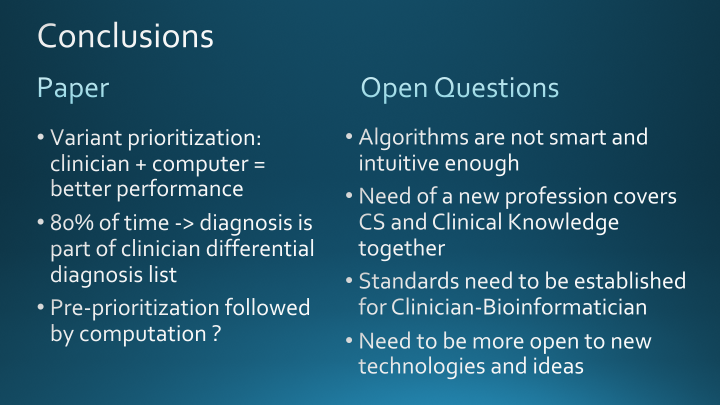 Conclusions
Paper
• Variant prioritization:
clinician + computer =
better performance
• 80% of time -> diagnosis is
part of clinician differential
diagnosis list
• Pre-prioritization followed
by computation ?
Open Questions
• Algorithms are not smart and
intuitive enough
• Need of a new profession covers
CS and Clinical Knowledge
together
• Standards need to be established
for Clinician-Bioinformatician
• Need to be more open to new
technologies and ideas